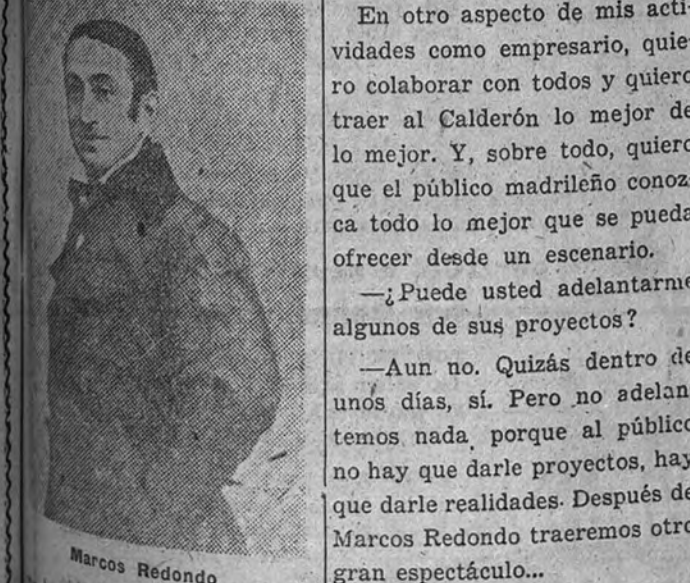 En otro aspecto de mis acti-
vidades como empresario, quie-
ro colaborar con todos y quiero
traer al Calderón lo mejor de
lo mejor. Y, sobre todo, quiero
que el público madrileño conoz-
ca todo lo mejor que se pueda
ofrecer desde un escenario.
—¿Puede usted adelantarme
algunos de sus proyectos?
—Aun no. Quizás dentro de
unos días, sí. Pero no adelan-
temos nada porque al público
no hay que darle proyectos, hay
que darle realidades. Después de
Marcos Redondo traeremos otro
gran espectáculo...
Marcos Redondo